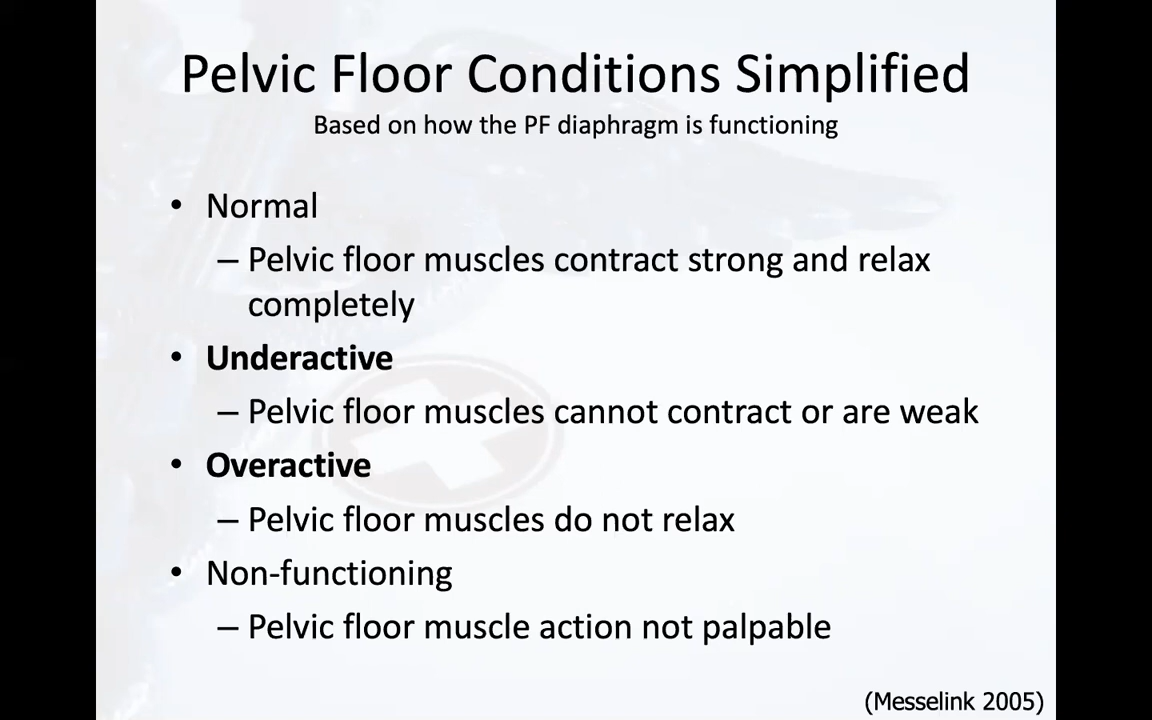 Pelvic Floor Conditions Simplified
Based on how the PF diaphragm is functioning
• Normal
– Pelvic floor muscles contract strong and relax
completely
• Underactive
– Pelvic floor muscles cannot contract or are weak
• Overactive
– Pelvic floor muscles do not relax
• Non-functioning
– Pelvic floor muscle action not palpable
(Messelink 2005)